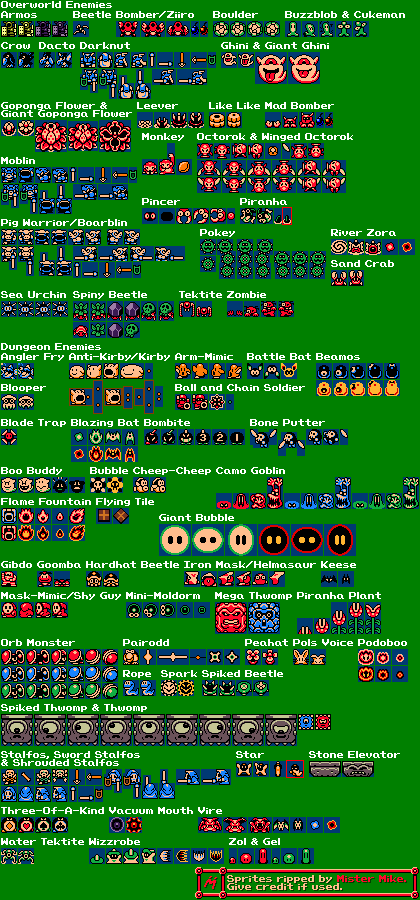 Overworld Enemies
Armos Beetle Bomber/Ziiro Boulder Buzzblob & Cukeman
Crow Dacto Darknut Ghini & Giant Ghini
Goponga Flower & Giant Goponga Flower Leever Like Like Mad Bomber
Monkey Octorok & Winged Octorok
Moblin
Pincer Piranha
Pig Warrior/Boarblin
Pokey River Zora
Sand Crab
Sea Urchin Spiny Beetle Tektite Zombie
Dungeon Enemies
Angler Fry Anti-Kirby/Kirby Arm-Mimic Battle Bat Beamos
Blooper Ball and Chain Soldier
Blade Trap Blazing Bat Bombite Bone Putter
3 2 1
Boo Buddy Bubble Cheep-Cheep Camo Goblin
Flame Fountain Flying Tile
Giant Bubble
Gibdo Goomba Hardhat Beetle Iron Mask/Helmasaur Keese
Mask-Mimic/Shy Guy Mini-Moldorm Mega Thwomp Piranha Plant
Orb Monster Pairodd Peahat Pols Voice Podoboo
Rope Spark Spiked Beetle
Spiked Thwomp & Thwomp
Stalfos, Sword Stalfos & Shrouded Stalfos Star Stone Elevator
Three-Of-A-Kind Vacuum Mouth Vire
Water Tektite Wizzrobe Zol & Gel
Sprites ripped by Mister Mike.
Give credit if used.